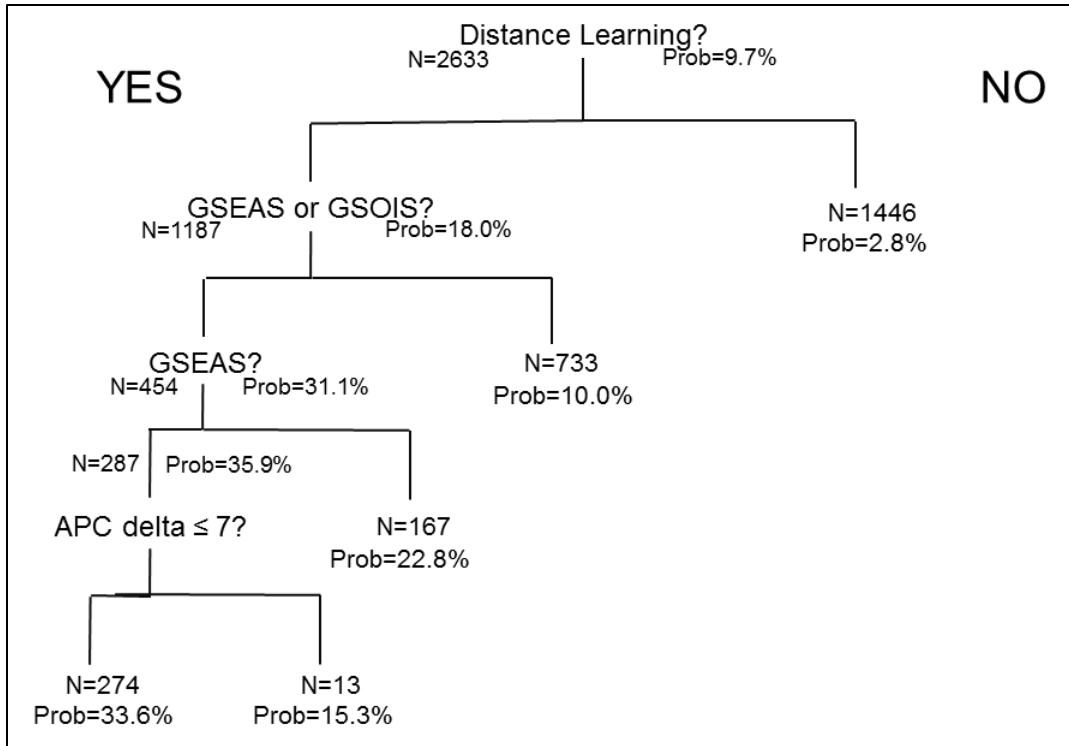 Distance Learning?
N=2633 Prob=9.7%
YES NO
GSEAS or GSOIS?
N=1187 Prob=18.0%
N=1446
Prob=2.8%
GSEAS?
N=454 Prob=31.1%
N=733
Prob=10.0%
N=287 Prob=35.9%
APC delta ≤ 7?
N=167
Prob=22.8%
N=274
Prob=33.6%
N=13
Prob=15.3%